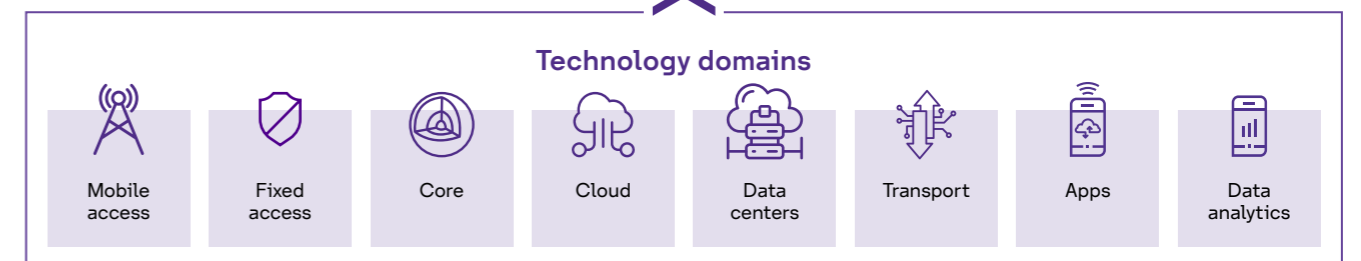 Technology domains
Mobile
access
Fixed
access
Core
Cloud
Data
centers
Transport
Apps
Data
analytics